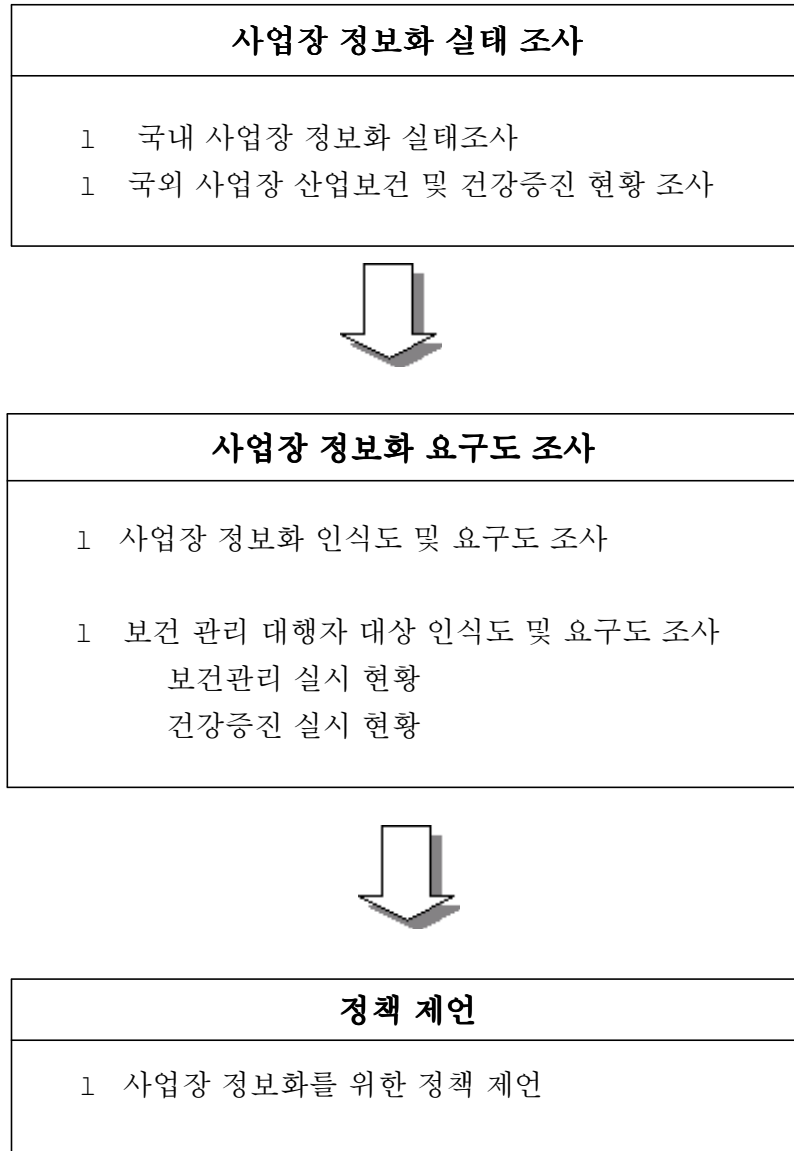 사업장 정보화 실태 조사
l 국내 사업장 정보화 실태조사
l 국외 사업장 산업보건 및 건강증진 현황 조사
사업장 정보화 요구도 조사
l 사업장 정보화 인식도 및 요구도 조사
l 보건 관리 대행자 대상 인식도 및 요구도 조사
보건관리 실시 현황
건강증진 실시 현황
정책 제언
l 사업장 정보화를 위한 정책 제언